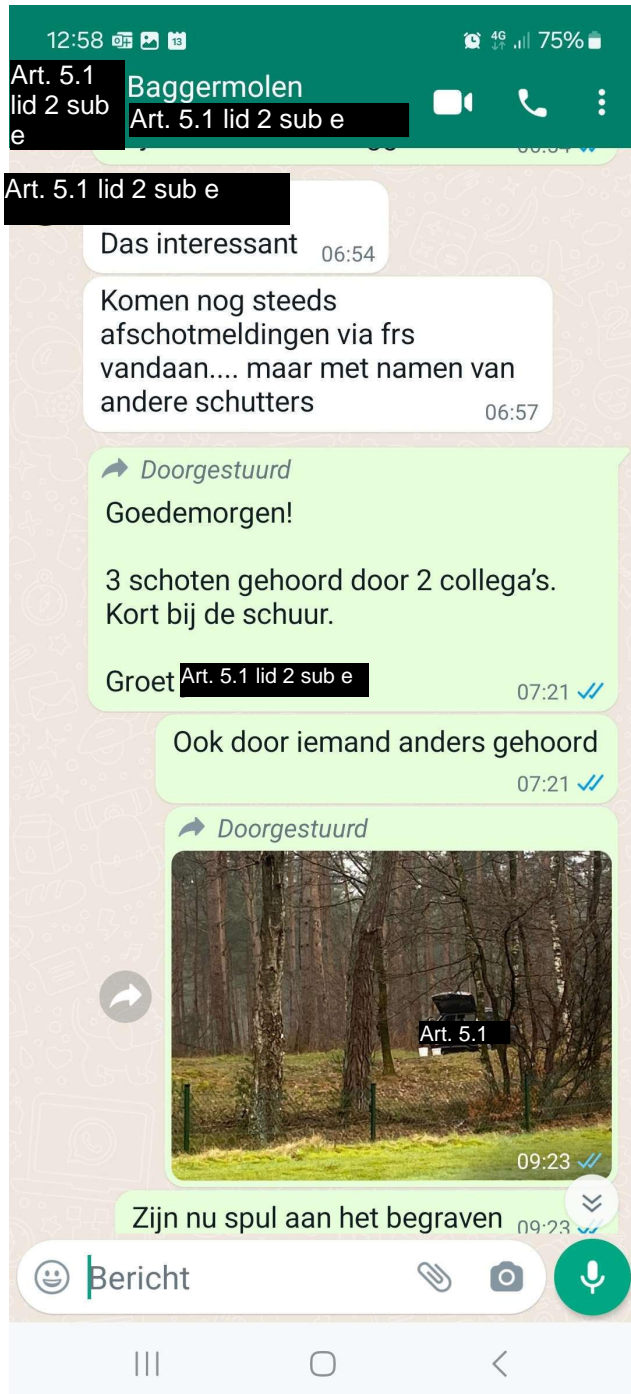 12:58
13
4G
75%
Art. 5.1
lid 2 sub
e
Baggermolen
Art. 5.1 lid 2 sub e
Art. 5.1 lid 2 sub e
Das interessant 06:54
Komen nog steeds
afschotmeldingen via frs
vandaan.... maar met namen van
andere schutters
06:57
Doorgestuurd
Goedemorgen!
3 schoten gehoord door 2 collega's.
Kort bij de schuur.
Groet Art. 5.1 lid 2 sub e
07:21
Ook door iemand anders gehoord
07:21
Doorgestuurd
Art. 5.1
09:23
Zijn nu spul aan het begraven 09:23
Bericht